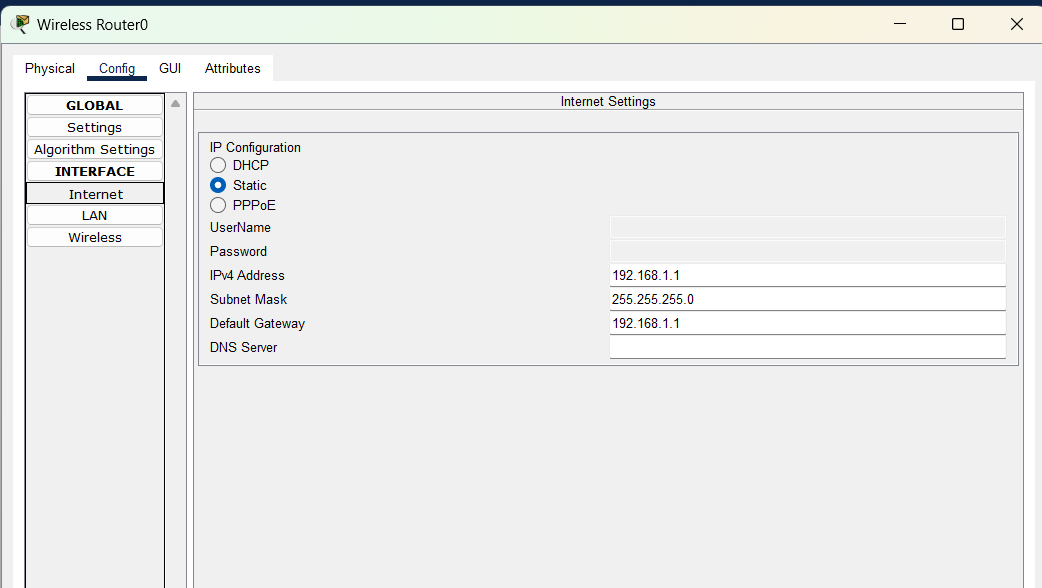 Wireless Router0
Physical Config GUI Attributes
GLOBAL
Settings
Algorithm Settings
INTERFACE
Internet
LAN
Wireless
Internet Settings
IP Configuration
DHCP
Static
PPPoE
UserName
Password
IPv4 Address 192.168.1.1
Subnet Mask 255.255.255.0
Default Gateway 192.168.1.1
DNS Server